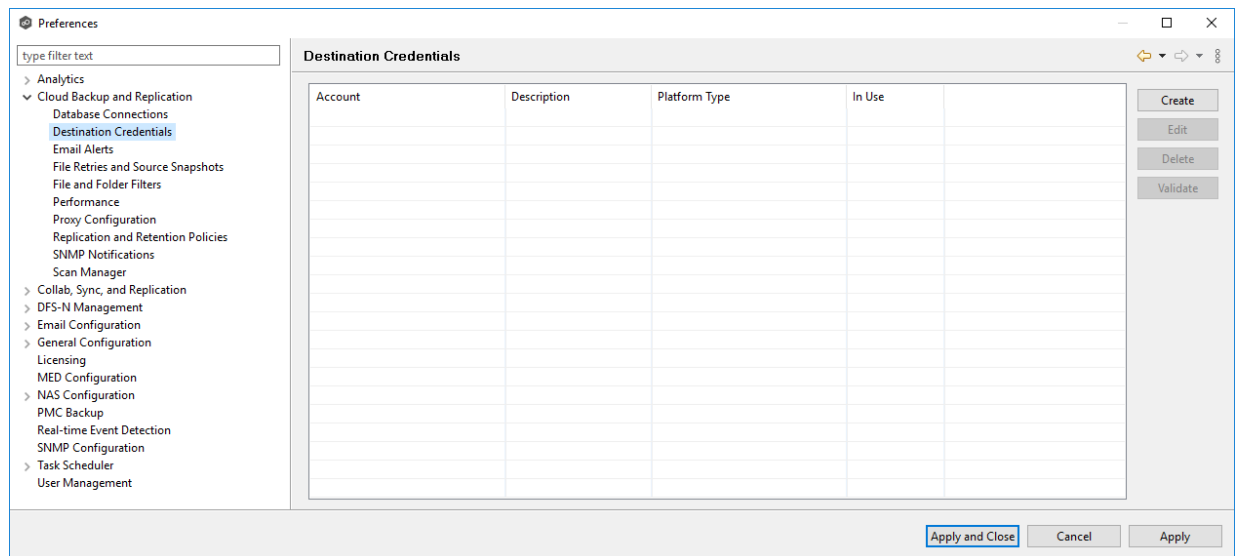 Preferences
type filter text
Analytics
Cloud Backup and Replication
Database Connections
Destination Credentials
Email Alerts
File Retries and Source Snapshots
File and Folder Filters
Performance
Proxy Configuration
Replication and Retention Policies
SNMP Notifications
Scan Manager
Collab, Sync, and Replication
DFS-N Management
Email Configuration
General Configuration
Licensing
MED Configuration
NAS Configuration
PMC Backup
Real-time Event Detection
SNMP Configuration
Task Scheduler
User Management
Destination Credentials
Account Description Platform Type In Use
Create
Edit
Delete
Validate
Apply and Close Cancel Apply